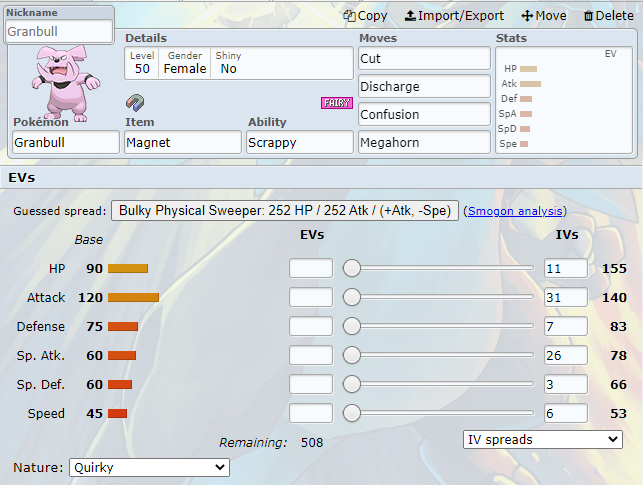 Nickname
Granbull
Copy Import/Export Move Delete
Details
Level Gender Shiny
50 Female No
FAIRY
Pokémon
Granbull
Item
Magnet
Ability
Scrappy
Moves
Cut
Discharge
Confusion
Megahorn
Stats
EV
HP
Atk
Def
SpA
SpD
Spe
EVs
Guessed spread: Bulky Physical Sweeper: 252 HP / 252 Atk / (+Atk, -Spe) (Smogon analysis)
Base EVs IVs
HP 90 11 155
Attack 120 31 140
Defense 75 7 83
Sp. Atk. 60 26 78
Sp. Def. 60 3 66
Speed 45 6 53
Remaining: 508 IV spreads
Nature: Quirky